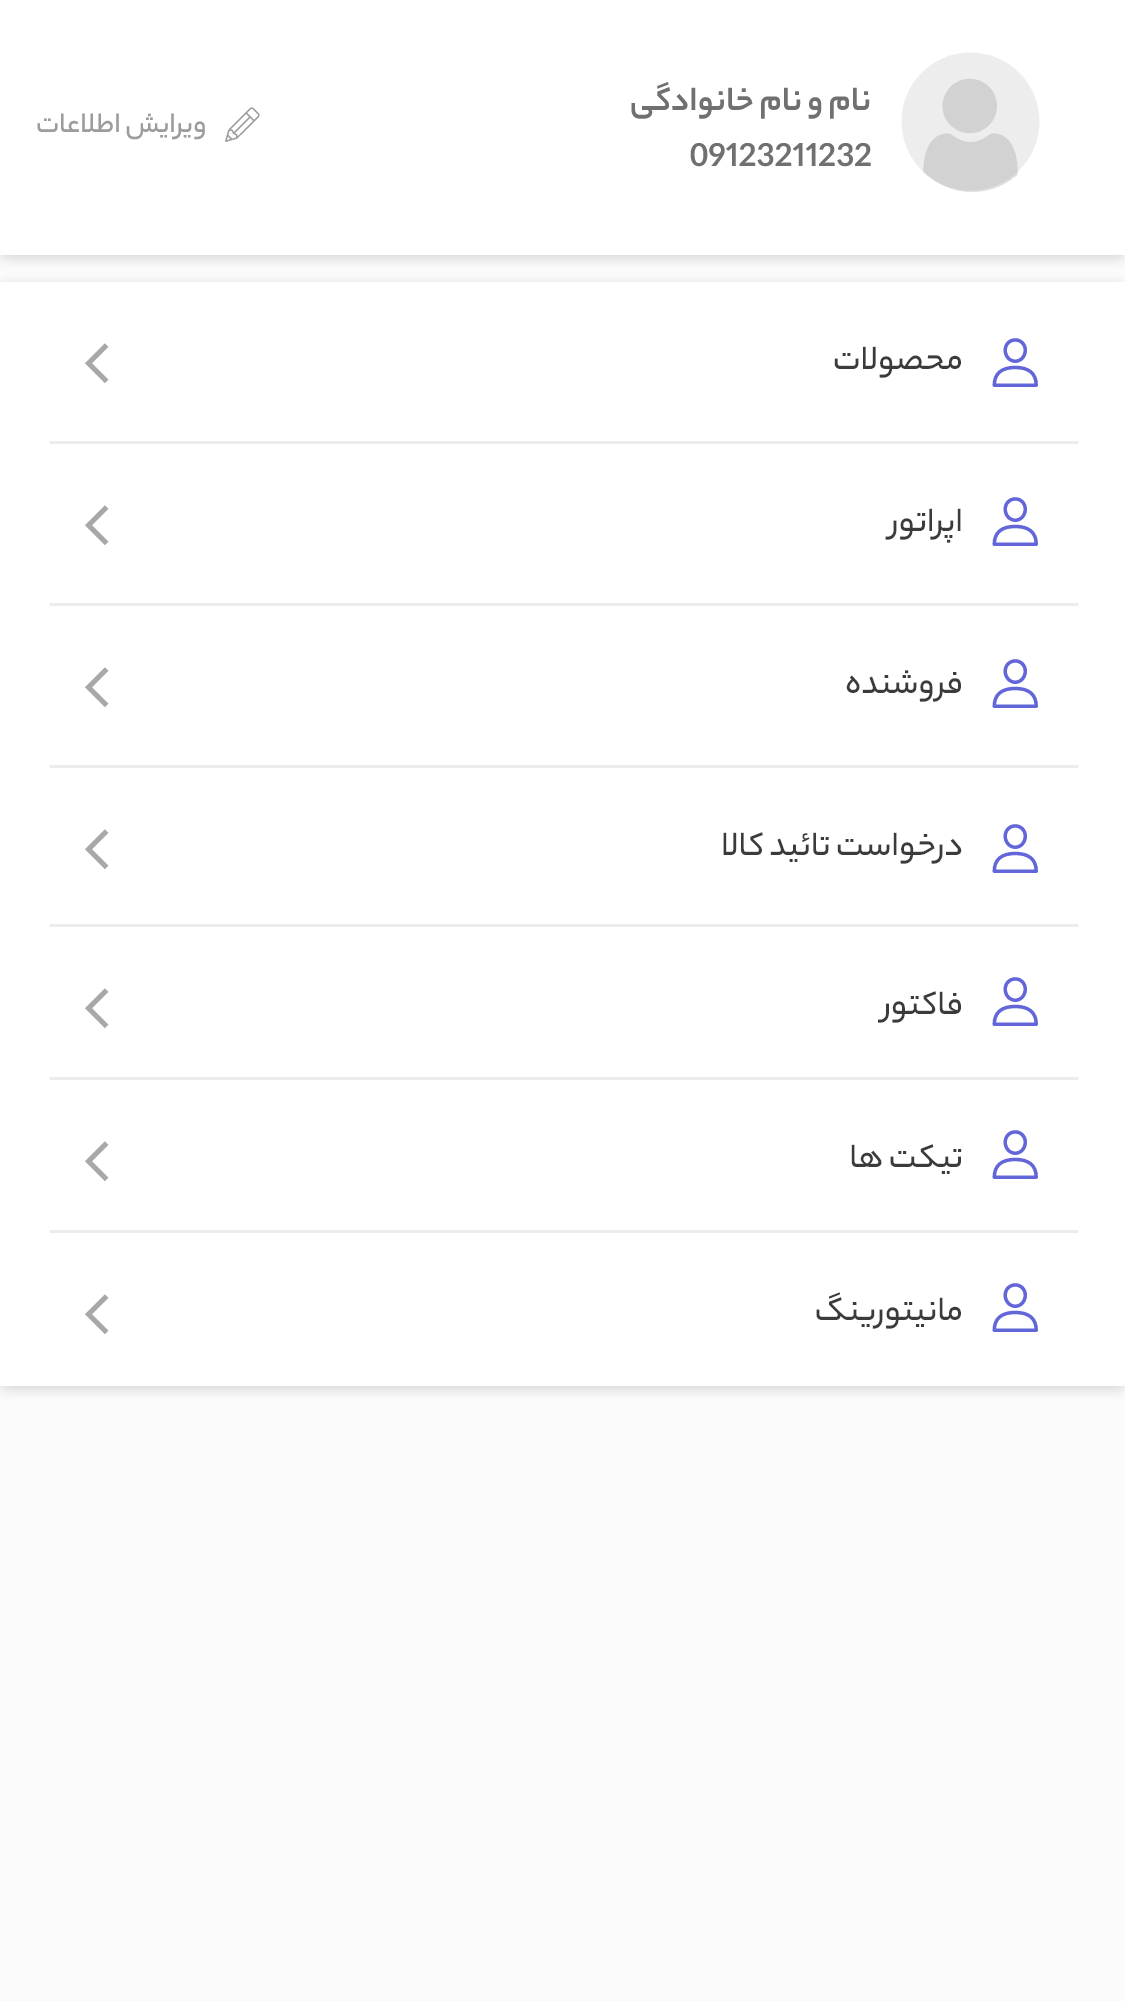 نام و نام خانوادگی
09123211232
ویرایش اطلاعات
محصولات
اپراتور
فروشنده
درخواست تائید کالا
فاکتور
تیکت ها
مانیتورینگ